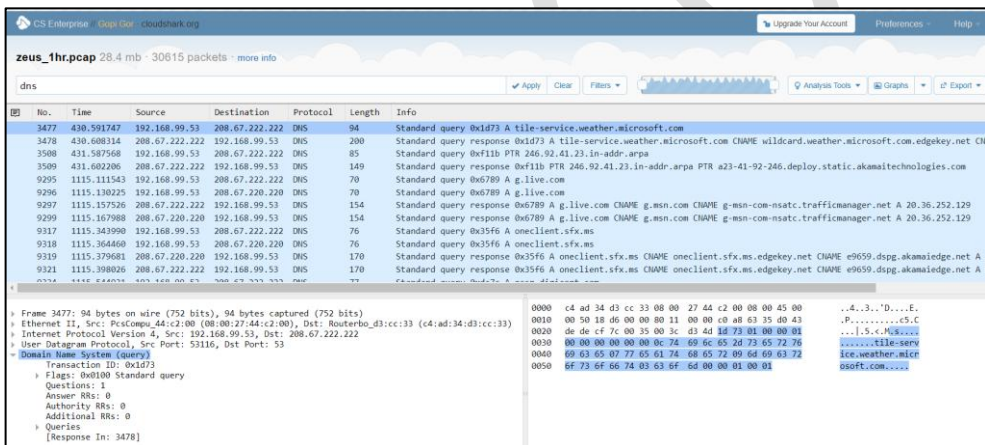 CS Enterprise // Gopi Gor - cloudshark.org Upgrade Your Account Preferences Help
zeus_1hr.pcap 28.4 mb · 30615 packets · more info
dns Apply Clear Filters Analysis Tools Graphs Export
No. Time Source Destination Protocol Length Info
3477 430.591747 192.168.99.53 208.67.222.222 DNS 94 Standard query 0x1d73 A tile-service.weather.microsoft.com
3478 430.608314 208.67.222.222 192.168.99.53 DNS 200 Standard query response 0x1d73 A tile-service.weather.microsoft.com CNAME wildcard.weather.microsoft.com.edgekey.net CN
3508 431.587568 192.168.99.53 208.67.222.222 DNS 85 Standard query 0xf11b PTR 246.92.41.23.in-addr.arpa
3509 431.602206 208.67.222.222 192.168.99.53 DNS 149 Standard query response 0xf11b PTR 246.92.41.23.in-addr.arpa PTR a23-41-92-246.deploy.static.akamaitechnologies.com
9295 1115.111543 192.168.99.53 208.67.222.222 DNS 70 Standard query 0x6789 A g.live.com
9296 1115.130225 192.168.99.53 208.67.220.220 DNS 70 Standard query 0x6789 A g.live.com
9297 1115.157526 208.67.222.222 192.168.99.53 DNS 154 Standard query response 0x6789 A g.live.com CNAME g.msn.com CNAME g-msn-com-nsatc.trafficmanager.net A 20.36.252.129
9299 1115.167988 208.67.220.220 192.168.99.53 DNS 154 Standard query response 0x6789 A g.live.com CNAME g.msn.com CNAME g-msn-com-nsatc.trafficmanager.net A 20.36.252.129
9317 1115.343990 192.168.99.53 208.67.222.222 DNS 76 Standard query 0x35f6 A oneclient.sfx.ms
9318 1115.364460 192.168.99.53 208.67.220.220 DNS 76 Standard query 0x35f6 A oneclient.sfx.ms
9319 1115.379681 208.67.220.220 192.168.99.53 DNS 170 Standard query response 0x35f6 A oneclient.sfx.ms CNAME oneclient.sfx.ms.edgekey.net CNAME e9659.dspg.akamaiedge.net A
9321 1115.398026 208.67.222.222 192.168.99.53 DNS 170 Standard query response 0x35f6 A oneclient.sfx.ms CNAME oneclient.sfx.ms.edgekey.net CNAME e9659.dspg.akamaiedge.net A
Frame 3477: 94 bytes on wire (752 bits), 94 bytes captured (752 bits)
Ethernet II, Src: PcsCompu_44:c2:00 (08:00:27:44:c2:00), Dst: Routerbo_d3:cc:33 (c4:ad:34:d3:cc:33)
Internet Protocol Version 4, Src: 192.168.99.53, Dst: 208.67.222.222
User Datagram Protocol, Src Port: 53116, Dst Port: 53
Domain Name System (query)
Transaction ID: 0x1d73
Flags: 0x0100 Standard query
Questions: 1
Answer RRs: 0
Authority RRs: 0
Additional RRs: 0
Queries
[Response In: 3478]
0000 c4 ad 34 d3 cc 33 08 00 27 44 c2 00 08 00 45 00 ..4..3..'D....E.
0010 00 50 18 d6 00 00 80 11 00 00 c0 a8 63 35 d0 43 .P..........c5.C
0020 de de cf 7c 00 35 00 3c d3 4d 1d 73 01 00 00 01 ...|.5.<.M.s....
0030 00 00 00 00 00 00 0c 74 69 6c 65 2d 73 65 72 76 .......tile-serv
0040 69 63 65 07 77 65 61 74 68 65 72 09 6d 69 63 72 ice.weather.micr
0050 6f 73 6f 66 74 03 63 6f 6d 00 00 01 00 01 osoft.com.....